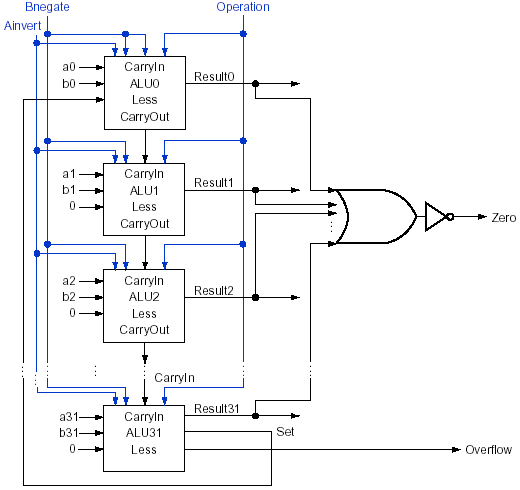 Bnegate
Operation
Ainvert
a0
b0
CarryIn
ALU0
Less
CarryOut
Result0
a1
b1
0
CarryIn
ALU1
Less
CarryOut
Result1
Zero
a2
b2
0
CarryIn
ALU2
Less
CarryOut
Result2
CarryIn
a31
b31
0
CarryIn
ALU31
Less
Result31
Set
Overflow